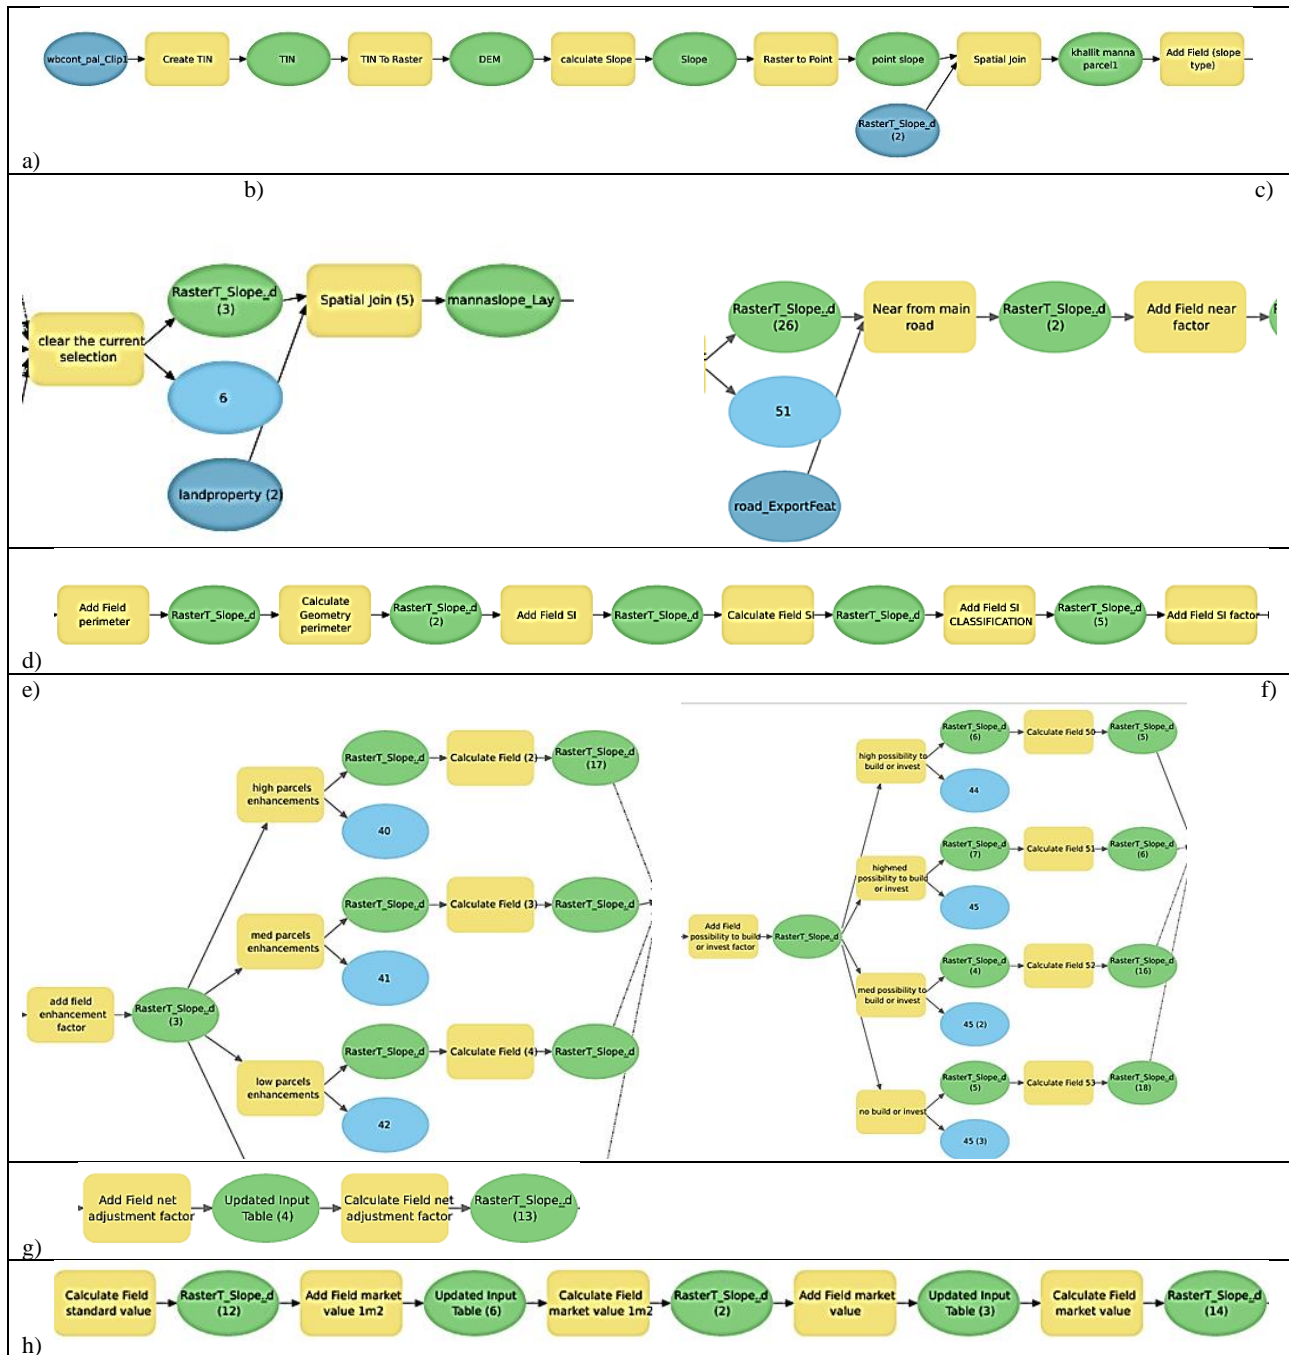 wbcont_pal_Clip1
Create TIN
TIN
TIN To Raster
DEM
calculate Slope
Slope
Raster to Point
point slope
Spatial Join
khallit manna
parcel1
Add Field (slope
type)
RasterT_Slope_d
(2)
a)
b)
c)
clear the current
selection
RasterT_Slope_d
(3)
6
landproperty (2)
Spatial Join (5)
mannaslope_Lay
RasterT_Slope_d
(26)
51
road_ExportFeat
Near from main
road
RasterT_Slope_d
(2)
Add Field near
factor
Add Field
perimeter
RasterT_Slope_d
Calculate
Geometry
perimeter
RasterT_Slope_d
(2)
Add Field SI
RasterT_Slope_d
Calculate Field SI
RasterT_Slope_d
Add Field SI
CLASSIFICATION
RasterT_Slope_d
(5)
Add Field SI factor
d)
e)
f)
add field
enhancement
factor
RasterT_Slope_d
(3)
high parcels
enhancements
RasterT_Slope_d
40
Calculate Field (2)
RasterT_Slope_d
(17)
med parcels
enhancements
RasterT_Slope_d
41
Calculate Field (3)
RasterT_Slope_d
low parcels
enhancements
RasterT_Slope_d
42
Calculate Field (4)
RasterT_Slope_d
Add Field
possibility to build
or invest factor
RasterT_Slope_d
high possibility to
build or invest
RasterT_Slope_d
(6)
44
Calculate Field 50
RasterT_Slope_d
(5)
highmed
possibility to build
or invest
RasterT_Slope_d
(7)
45
Calculate Field 51
RasterT_Slope_d
(6)
med possibility to
build or invest
RasterT_Slope_d
(4)
45 (2)
Calculate Field 52
RasterT_Slope_d
(16)
no build or invest
RasterT_Slope_d
(5)
45 (3)
Calculate Field 53
RasterT_Slope_d
(18)
Add Field net
adjustment factor
Updated Input
Table (4)
Calculate Field net
adjustment factor
RasterT_Slope_d
(13)
g)
Calculate Field
standard value
RasterT_Slope_d
(12)
Add Field market
value 1m2
Updated Input
Table (6)
Calculate Field
market value 1m2
RasterT_Slope_d
(2)
Add Field market
value
Updated Input
Table (3)
Calculate Field
market value
RasterT_Slope_d
(14)
h)